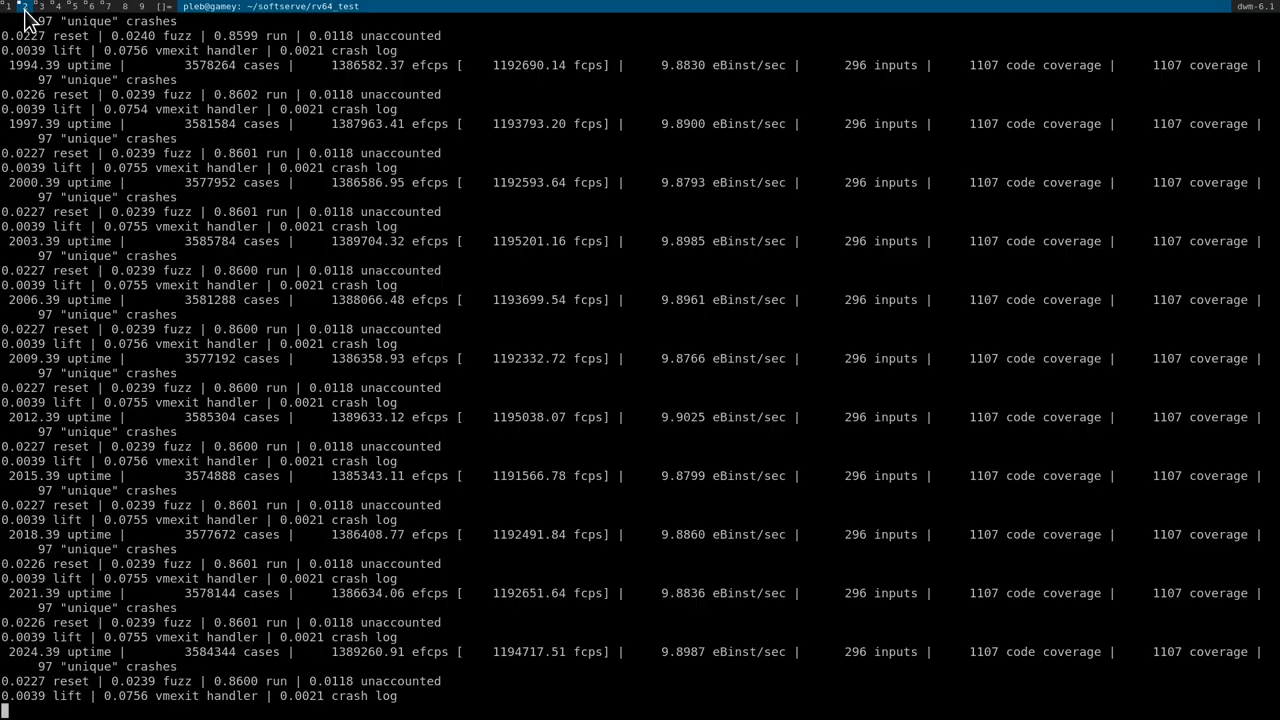 1 2 3 4 5 6 7 8 9 []= pleb@gamey: ~/softserve/rv64_test dwm-6.1
97 "unique" crashes
0.0227 reset | 0.0240 fuzz | 0.8599 run | 0.0118 unaccounted
0.0039 lift | 0.0756 vmexit handler | 0.0021 crash log
1994.39 uptime | 3578264 cases | 1386582.37 efcps [ 1192690.14 fcps] | 9.8830 eBinst/sec | 296 inputs | 1107 code coverage | 1107 coverage |
97 "unique" crashes
0.0226 reset | 0.0239 fuzz | 0.8602 run | 0.0118 unaccounted
0.0039 lift | 0.0754 vmexit handler | 0.0021 crash log
1997.39 uptime | 3581584 cases | 1387963.41 efcps [ 1193793.20 fcps] | 9.8900 eBinst/sec | 296 inputs | 1107 code coverage | 1107 coverage |
97 "unique" crashes
0.0227 reset | 0.0239 fuzz | 0.8601 run | 0.0118 unaccounted
0.0039 lift | 0.0755 vmexit handler | 0.0021 crash log
2000.39 uptime | 3577952 cases | 1386586.95 efcps [ 1192593.64 fcps] | 9.8793 eBinst/sec | 296 inputs | 1107 code coverage | 1107 coverage |
97 "unique" crashes
0.0227 reset | 0.0239 fuzz | 0.8601 run | 0.0118 unaccounted
0.0039 lift | 0.0755 vmexit handler | 0.0021 crash log
2003.39 uptime | 3585784 cases | 1389704.32 efcps [ 1195201.16 fcps] | 9.8985 eBinst/sec | 296 inputs | 1107 code coverage | 1107 coverage |
97 "unique" crashes
0.0227 reset | 0.0239 fuzz | 0.8600 run | 0.0118 unaccounted
0.0039 lift | 0.0755 vmexit handler | 0.0021 crash log
2006.39 uptime | 3581288 cases | 1388066.48 efcps [ 1193699.54 fcps] | 9.8961 eBinst/sec | 296 inputs | 1107 code coverage | 1107 coverage |
97 "unique" crashes
0.0227 reset | 0.0239 fuzz | 0.8600 run | 0.0118 unaccounted
0.0039 lift | 0.0756 vmexit handler | 0.0021 crash log
2009.39 uptime | 3577192 cases | 1386358.93 efcps [ 1192332.72 fcps] | 9.8766 eBinst/sec | 296 inputs | 1107 code coverage | 1107 coverage |
97 "unique" crashes
0.0227 reset | 0.0239 fuzz | 0.8600 run | 0.0118 unaccounted
0.0039 lift | 0.0755 vmexit handler | 0.0021 crash log
2012.39 uptime | 3585304 cases | 1389633.12 efcps [ 1195038.07 fcps] | 9.9025 eBinst/sec | 296 inputs | 1107 code coverage | 1107 coverage |
97 "unique" crashes
0.0227 reset | 0.0239 fuzz | 0.8600 run | 0.0118 unaccounted
0.0039 lift | 0.0756 vmexit handler | 0.0021 crash log
2015.39 uptime | 3574888 cases | 1385343.11 efcps [ 1191566.78 fcps] | 9.8799 eBinst/sec | 296 inputs | 1107 code coverage | 1107 coverage |
97 "unique" crashes
0.0227 reset | 0.0239 fuzz | 0.8601 run | 0.0118 unaccounted
0.0039 lift | 0.0755 vmexit handler | 0.0021 crash log
2018.39 uptime | 3577672 cases | 1386408.77 efcps [ 1192491.84 fcps] | 9.8860 eBinst/sec | 296 inputs | 1107 code coverage | 1107 coverage |
97 "unique" crashes
0.0226 reset | 0.0239 fuzz | 0.8601 run | 0.0118 unaccounted
0.0039 lift | 0.0755 vmexit handler | 0.0021 crash log
2021.39 uptime | 3578144 cases | 1386634.06 efcps [ 1192651.64 fcps] | 9.8836 eBinst/sec | 296 inputs | 1107 code coverage | 1107 coverage |
97 "unique" crashes
0.0226 reset | 0.0239 fuzz | 0.8601 run | 0.0118 unaccounted
0.0039 lift | 0.0755 vmexit handler | 0.0021 crash log
2024.39 uptime | 3584344 cases | 1389260.91 efcps [ 1194717.51 fcps] | 9.8987 eBinst/sec | 296 inputs | 1107 code coverage | 1107 coverage |
97 "unique" crashes
0.0227 reset | 0.0239 fuzz | 0.8600 run | 0.0118 unaccounted
0.0039 lift | 0.0756 vmexit handler | 0.0021 crash log